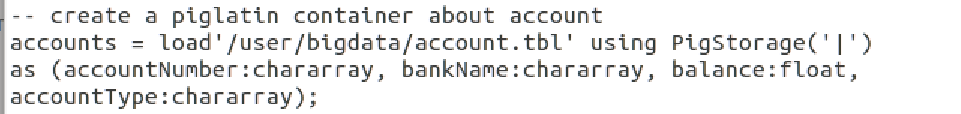 -- create a piglatin container about account
accounts = load'/user/bigdata/account.tbl' using PigStorage('|')
as (accountNumber:chararray, bankName:chararray, balance:float,
accountType:chararray);